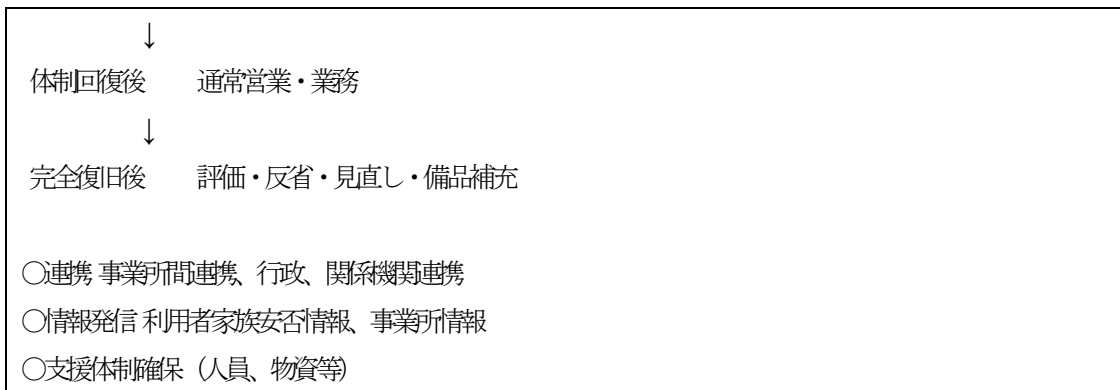 ↓
体制回復後　　通常営業・業務
↓
完全復旧後　　評価・反省・見直し・備品補充
○連携 事業所間連携、行政、関係機関連携
○情報発信 利用者家族安否情報、事業所情報
○支援体制確保（人員、物資等）